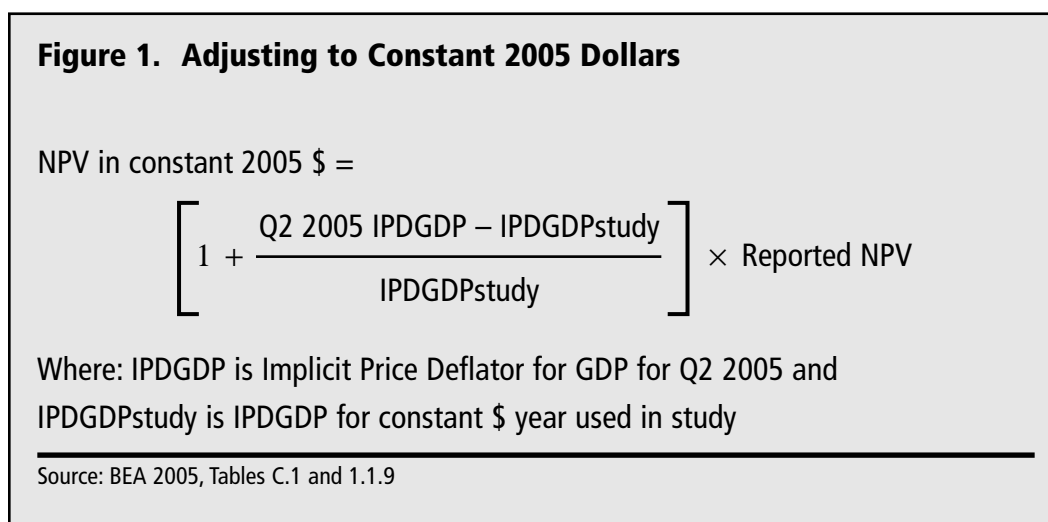 Figure 1. Adjusting to Constant 2005 Dollars
NPV in constant 2005 $ =
[ 1 + (Q2 2005 IPDGDP – IPDGDPstudy) / IPDGDPstudy ] × Reported NPV
Where: IPDGDP is Implicit Price Deflator for GDP for Q2 2005 and
IPDGDPstudy is IPDGDP for constant $ year used in study
Source: BEA 2005, Tables C.1 and 1.1.9